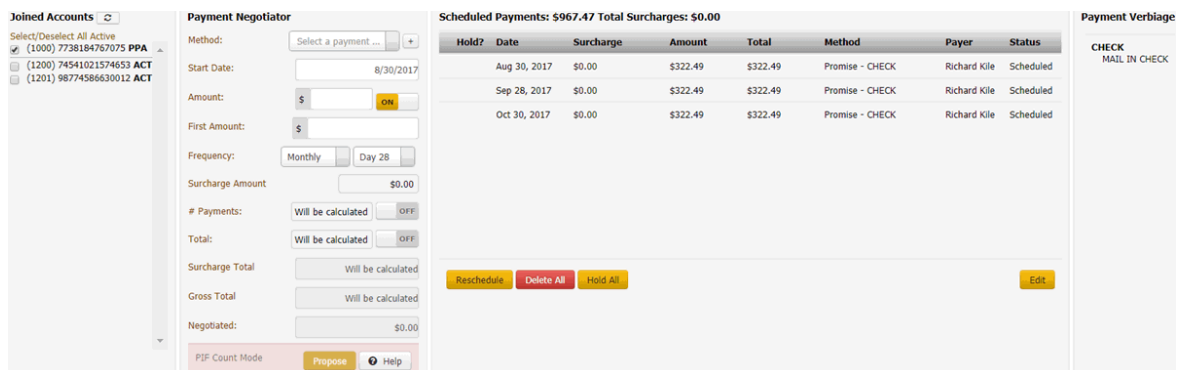 Joined Accounts
Select/Deselect All Active
(1000) 7738184767075 PPA
(1200) 74541021574653 ACT
(1201) 98774586630012 ACT
Payment Negotiator
Method: Select a payment ... +
Start Date: 8/30/2017
Amount: $ ON
First Amount: $
Frequency: Monthly Day 28
Surcharge Amount $0.00
# Payments: Will be calculated OFF
Total: Will be calculated OFF
Surcharge Total Will be calculated
Gross Total Will be calculated
Negotiated: $0.00
PIF Count Mode Propose Help
Scheduled Payments: $967.47 Total Surcharges: $0.00
Hold? Date Surcharge Amount Total Method Payer Status
Aug 30, 2017 $0.00 $322.49 $322.49 Promise - CHECK Richard Kile Scheduled
Sep 28, 2017 $0.00 $322.49 $322.49 Promise - CHECK Richard Kile Scheduled
Oct 30, 2017 $0.00 $322.49 $322.49 Promise - CHECK Richard Kile Scheduled
Reschedule Delete All Hold All Edit
Payment Verbiage
CHECK
MAIL IN CHECK